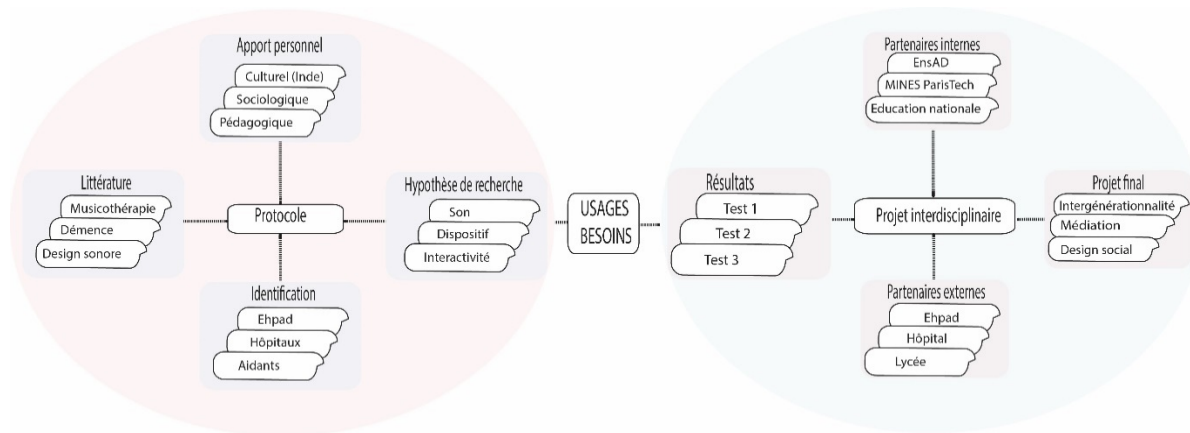 Apport personnel
Culturel (Inde)
Sociologique
Pédagogique
Littérature
Musicothérapie
Démence
Design sonore
Protocole
Hypothèse de recherche
Son
Dispositif
Interactivité
Identification
Ehpad
Hôpitaux
Aidants
USAGES
BESOINS
Partenaires internes
EnsAD
MINES ParisTech
Education nationale
Résultats
Test 1
Test 2
Test 3
Projet interdisciplinaire
Projet final
Intergénérationnalité
Médiation
Design social
Partenaires externes
Ehpad
Hôpital
Lycée